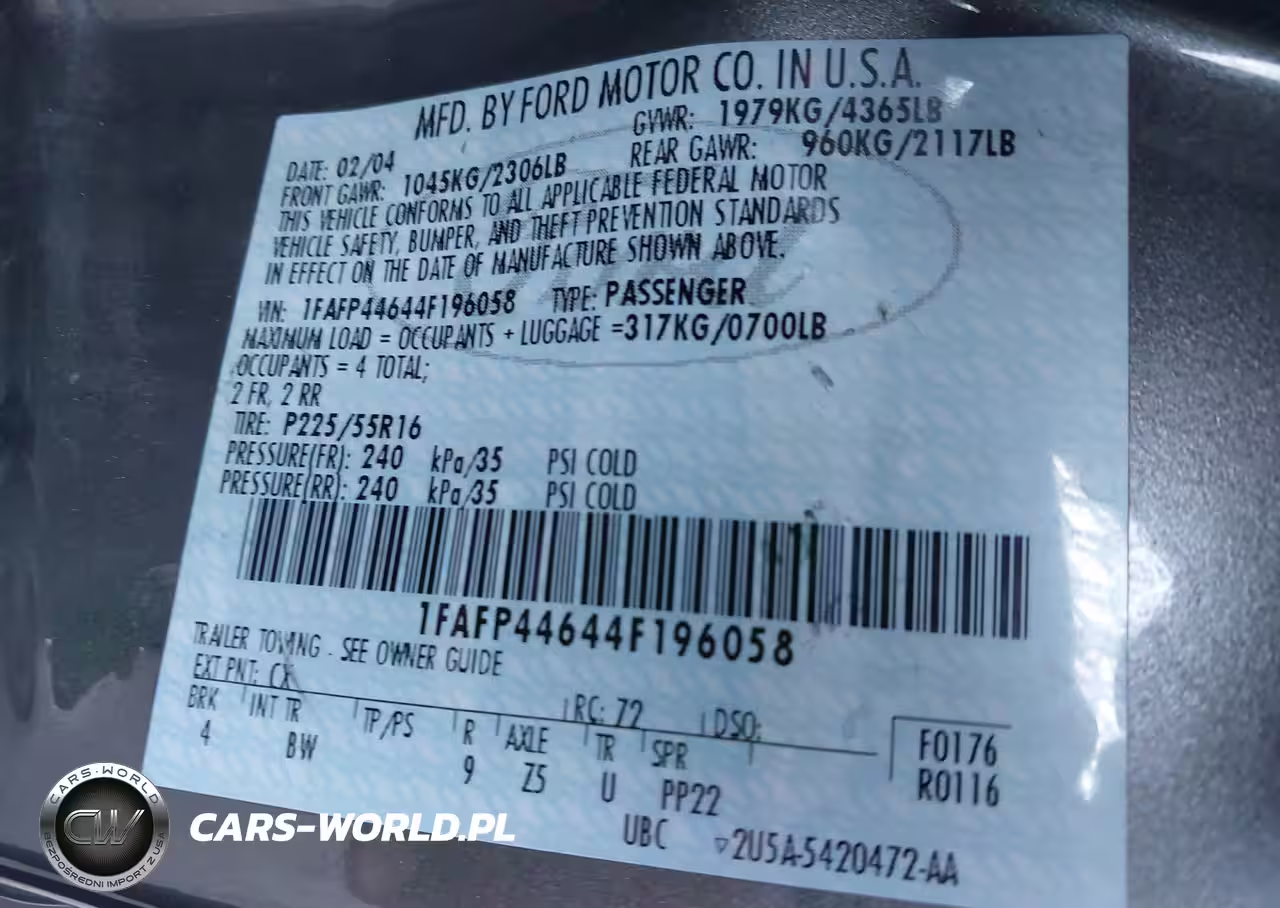 MFD. BY FORD MOTOR CO. IN U.S.A.
DATE: 02/04 GVWR: 1979KG/4365LB
FRONT GAWR: 1045KG/2306LB REAR GAWR: 960KG/2117LB
THIS VEHICLE CONFORMS TO ALL APPLICABLE FEDERAL MOTOR
VEHICLE SAFETY, BUMPER, AND THEFT PREVENTION STANDARDS
IN EFFECT ON THE DATE OF MANUFACTURE SHOWN ABOVE.
VIN: 1FAFP44644F196058 TYPE: PASSENGER
MAXIMUM LOAD = OCCUPANTS + LUGGAGE =317KG/0700LB
OCCUPANTS = 4 TOTAL;
2 FR, 2 RR
TIRE: P225/55R16
PRESSURE(FR): 240 kPa/35 PSI COLD
PRESSURE(RR): 240 kPa/35 PSI COLD
1FAFP44644F196058
TRAILER TOWING - SEE OWNER GUIDE
EXT PNT: CX RC: 72 DSO:
BRK INT TR TP/PS R AXLE TR SPR F0176
4 BW 9 Z5 U PP22 R0116
UBC ▽2U5A-5420472-AA
CARS-WORLD
CW
BEZPOŚREDNI IMPORT Z USA
CARS-WORLD.PL